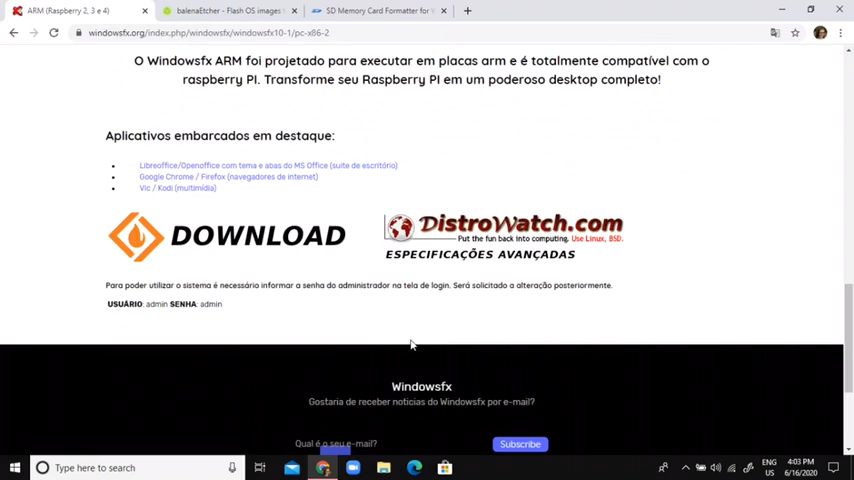 ARM (Raspberry 2, 3 e 4)
balenaEtcher - Flash OS images t
SD Memory Card Formatter for
windowsfx.org/index.php/windowsfx/windowsfx10-1/pc-x86-2
O Windowsfx ARM foi projetado para executar em placas arm e é totalmente compatível com o
raspberry PI. Transforme seu Raspberry PI em um poderoso desktop completo!
Aplicativos embarcados em destaque:
Libreoffice/Openoffice com tema e abas do MS Office (suite de escritório)
Google Chrome / Firefox (navegadores de internet)
Vic / Kodi (multimídia)
DOWNLOAD
DistroWatch.com
Put the fun back into computing. Use Linux, BSD.
ESPECIFICAÇÕES AVANÇADAS
Para poder utilizar o sistema é necessário informar a senha do administrador na tela de login. Será solicitado a alteração posteriormente.
USUÁRIO: admin SENHA: admin
Windowsfx
Gostaria de receber noticias do Windowsfx por e-mail?
Qual é o seu e-mail?
Subscribe
Type here to search
ENG
US
4:03 PM
6/16/2020